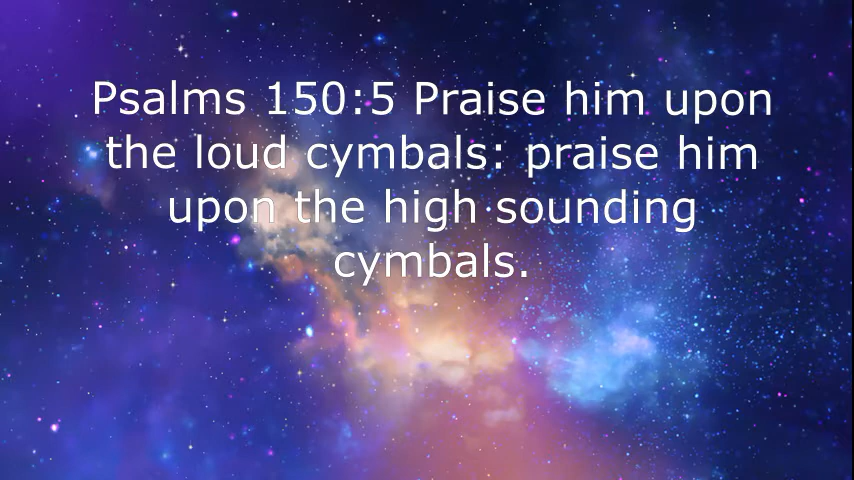 Psalms 150:5 Praise him upon
the loud cymbals: praise him
upon the high sounding
cymbals.